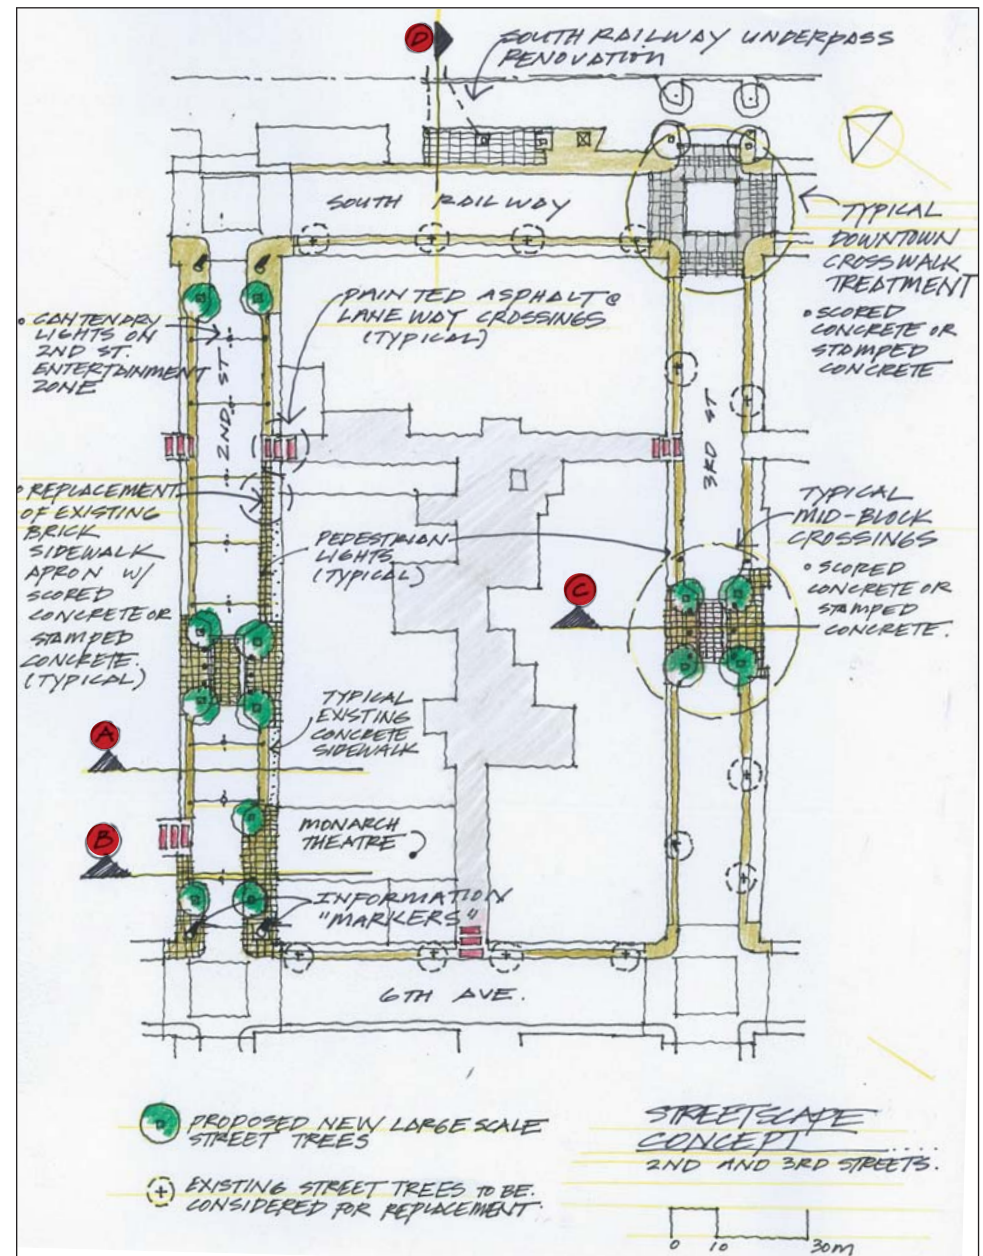 D
SOUTH RAILWAY UNDERPASS
RENOVATION
SOUTH RAILWAY
TYPICAL
DOWNTOWN
CROSSWALK
TREATMENT
• SCORED
CONCRETE OR
STAMPED
CONCRETE
PAINTED ASPHALT @
LANEWAY CROSSINGS
(TYPICAL)
• CANTENDRY
LIGHTS ON
2ND ST.
ENTERTAINMENT
ZONE
2ND ST
3RD ST
• REPLACEMENT
OF EXISTING
BRICK
SIDEWALK
APRON W/
SCORED
CONCRETE OR
STAMPED
CONCRETE.
(TYPICAL)
PEDESTRIAN
LIGHTS
(TYPICAL)
TYPICAL
MID-BLOCK
CROSSINGS
• SCORED
CONCRETE OR
STAMPED
CONCRETE.
C
TYPICAL
EXISTING
CONCRETE
SIDEWALK
A
B
MONARCH
THEATRE
INFORMATION
"MARKERS"
6TH AVE.
PROPOSED NEW LARGE SCALE
STREET TREES
EXISTING STREET TREES TO BE.
CONSIDERED FOR REPLACEMENT
STREETSCAPE
CONCEPT
2ND AND 3RD STREETS.
0 10 30m